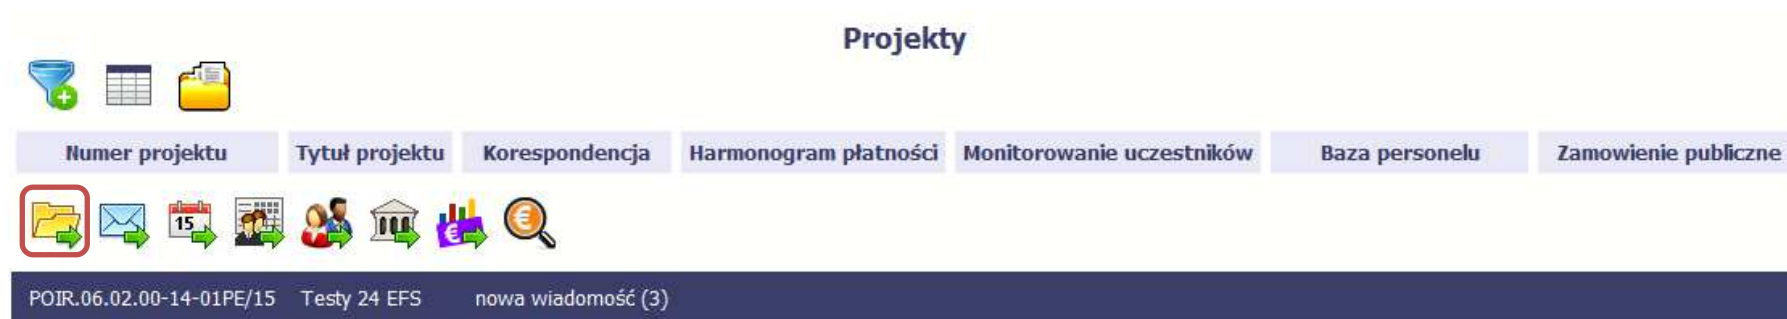 Projekty
Numer projektu Tytuł projektu Korespondencja Harmonogram płatności Monitorowanie uczestników Baza personelu Zamowienie publiczne
15
€ €
POIR.06.02.00-14-01PE/15 Testy 24 EFS nowa wiadomość (3)